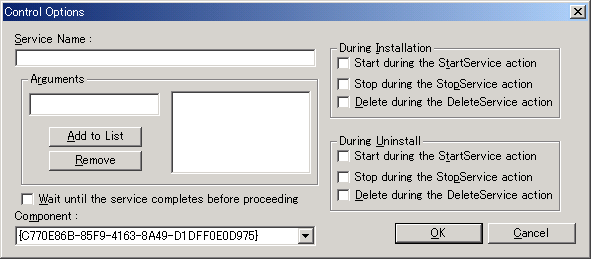 Control Options
Service Name :
Arguments
Add to List
Remove
Wait until the service completes before proceeding
Component:
{C770E86B-85F9-4163-8A49-D1DFF0E0D975}
During Installation
Start during the StartService action
Stop during the StopService action
Delete during the DeleteService action
During Uninstall
Start during the StartService action
Stop during the StopService action
Delete during the DeleteService action
OK
Cancel